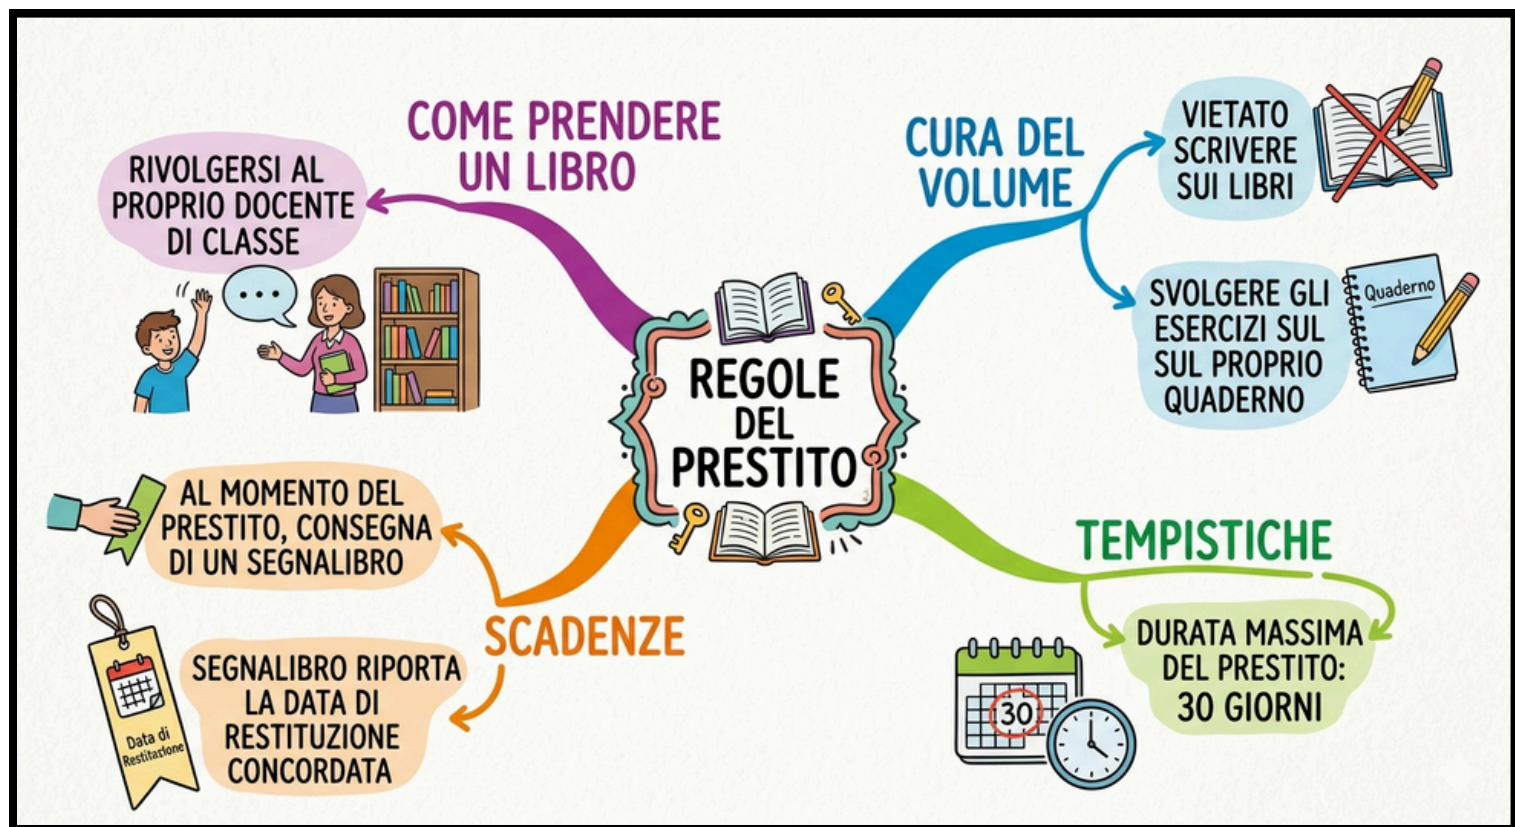 COME PRENDERE
UN LIBRO
RIVOLGERSI AL
PROPRIO DOCENTE
DI CLASSE
CURA DEL
VOLUME
VIETATO
SCRIVERE
SUI LIBRI
SVOLGERE GLI
ESERCIZI SUL
SUL PROPRIO
QUADERNO
Quaderno
REGOLE
DEL
PRESTITO
AL MOMENTO DEL
PRESTITO, CONSEGNA
DI UN SEGNALIBRO
SCADENZE
SEGNALIBRO RIPORTA
LA DATA DI
RESTITUZIONE
CONCORDATA
Data di
Restitazione
TEMPISTICHE
DURATA MASSIMA
DEL PRESTITO:
30 GIORNI
30